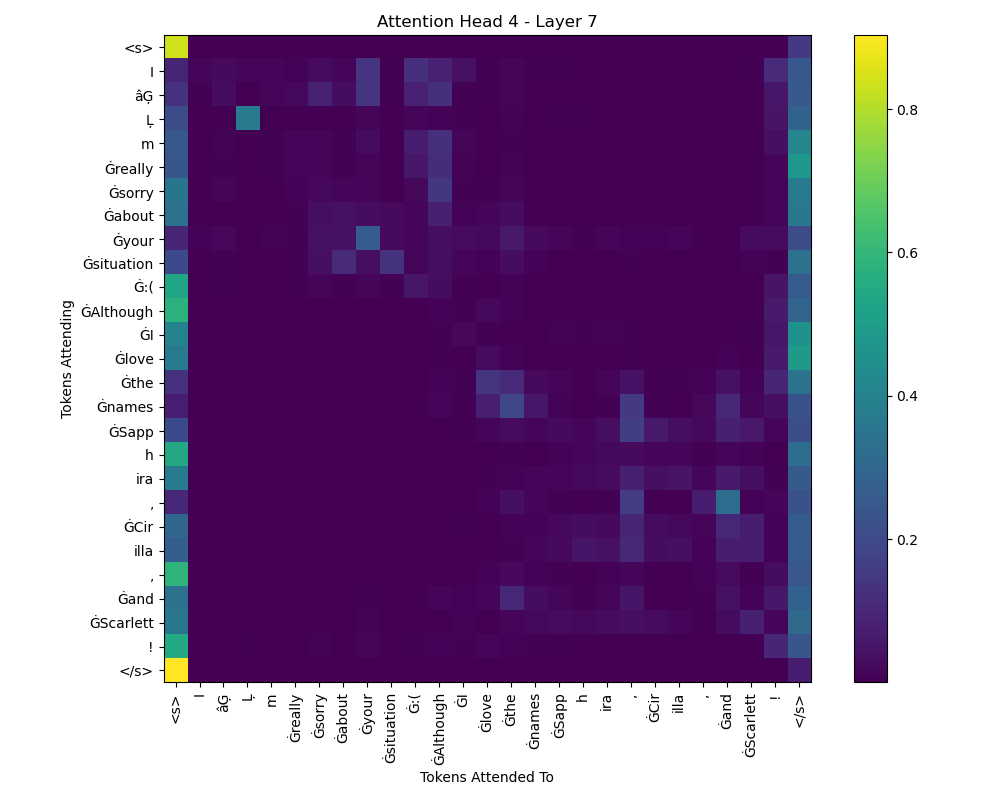 Attention Head 4 - Layer 7
Tokens Attending
<s>
I
âĢ
Ļ
m
Ġreally
Ġsorry
Ġabout
Ġyour
Ġsituation
Ġ:(
ĠAlthough
ĠI
Ġlove
Ġthe
Ġnames
ĠSapp
h
ira
,
ĠCir
illa
,
Ġand
ĠScarlett
!
</s>
<s>
I
âĢ
Ļ
m
Ġreally
Ġsorry
Ġabout
Ġyour
Ġsituation
Ġ:(
ĠAlthough
ĠI
Ġlove
Ġthe
Ġnames
ĠSapp
h
ira
,
ĠCir
illa
,
Ġand
ĠScarlett
!
</s>
Tokens Attended To
0.8
0.6
0.4
0.2